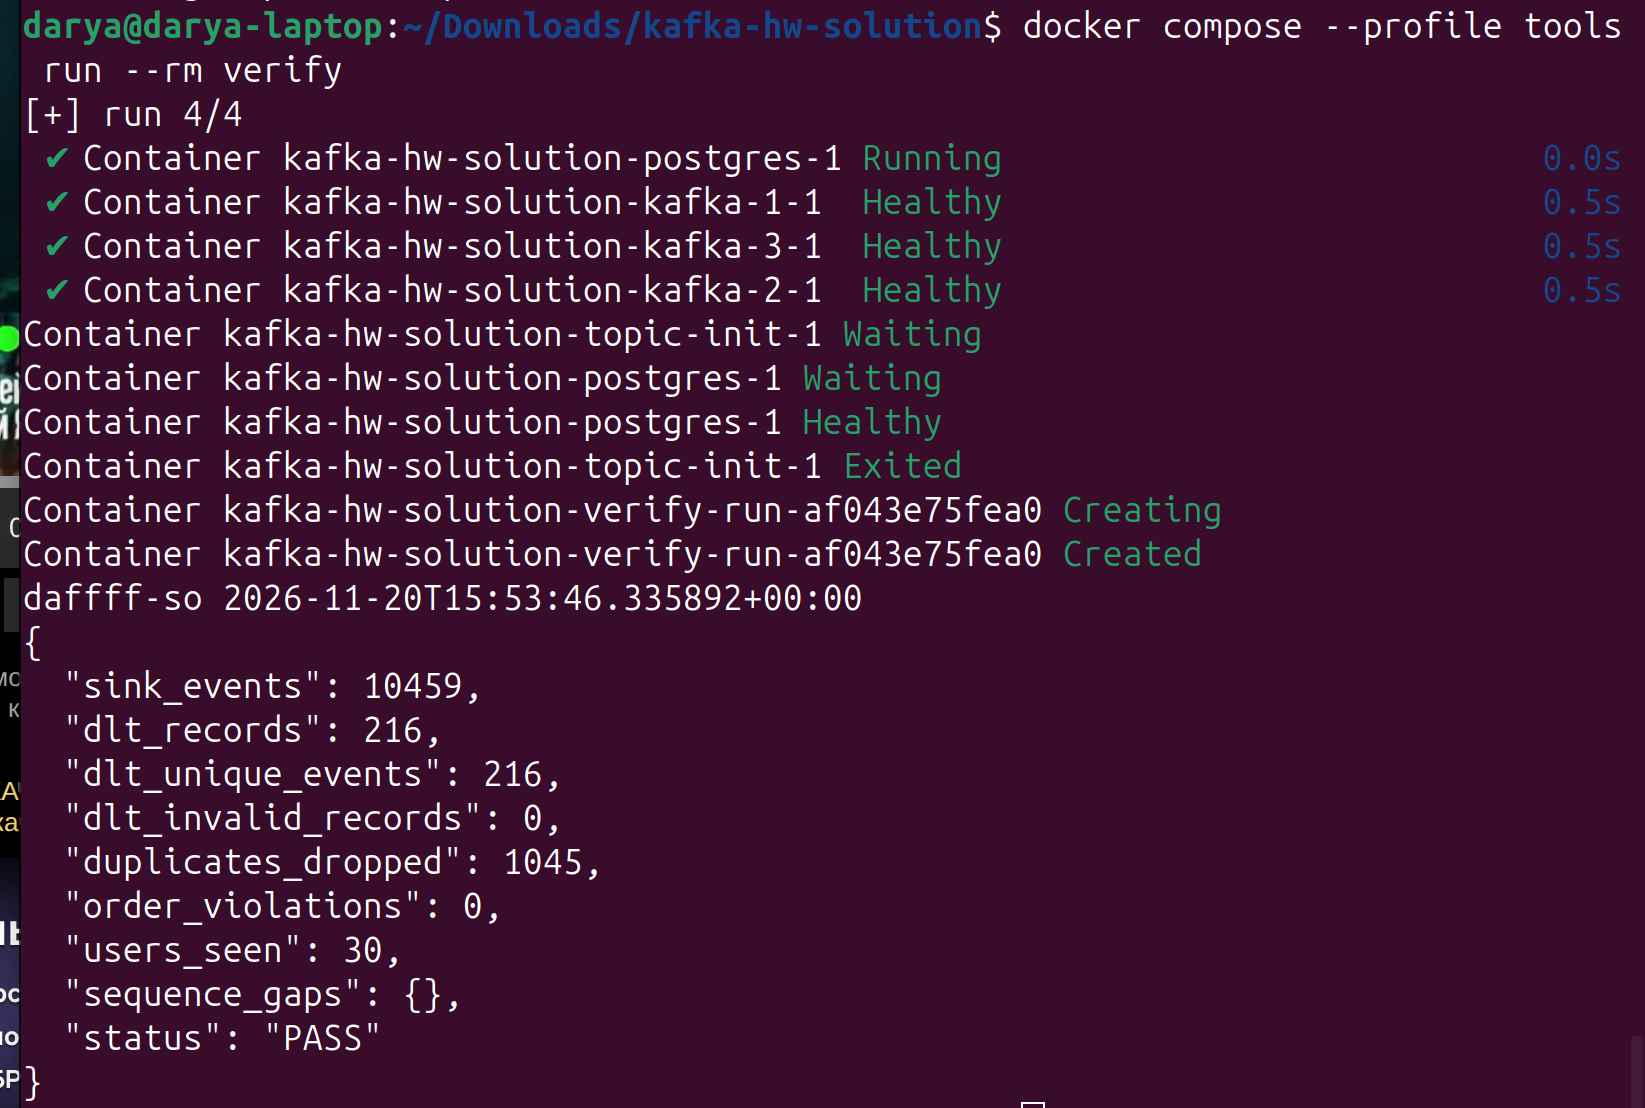 darya@darya-laptop:~/Downloads/kafka-hw-solution$ docker compose --profile tools
run --rm verify
[+] run 4/4
✔ Container kafka-hw-solution-postgres-1 Running 0.0s
✔ Container kafka-hw-solution-kafka-1-1 Healthy 0.5s
✔ Container kafka-hw-solution-kafka-3-1 Healthy 0.5s
✔ Container kafka-hw-solution-kafka-2-1 Healthy 0.5s
Container kafka-hw-solution-topic-init-1 Waiting
Container kafka-hw-solution-postgres-1 Waiting
Container kafka-hw-solution-postgres-1 Healthy
Container kafka-hw-solution-topic-init-1 Exited
Container kafka-hw-solution-verify-run-af043e75fea0 Creating
Container kafka-hw-solution-verify-run-af043e75fea0 Created
daffff-so 2026-11-20T15:53:46.335892+00:00
{
"sink_events": 10459,
"dlt_records": 216,
"dlt_unique_events": 216,
"dlt_invalid_records": 0,
"duplicates_dropped": 1045,
"order_violations": 0,
"users_seen": 30,
"sequence_gaps": {},
"status": "PASS"
}